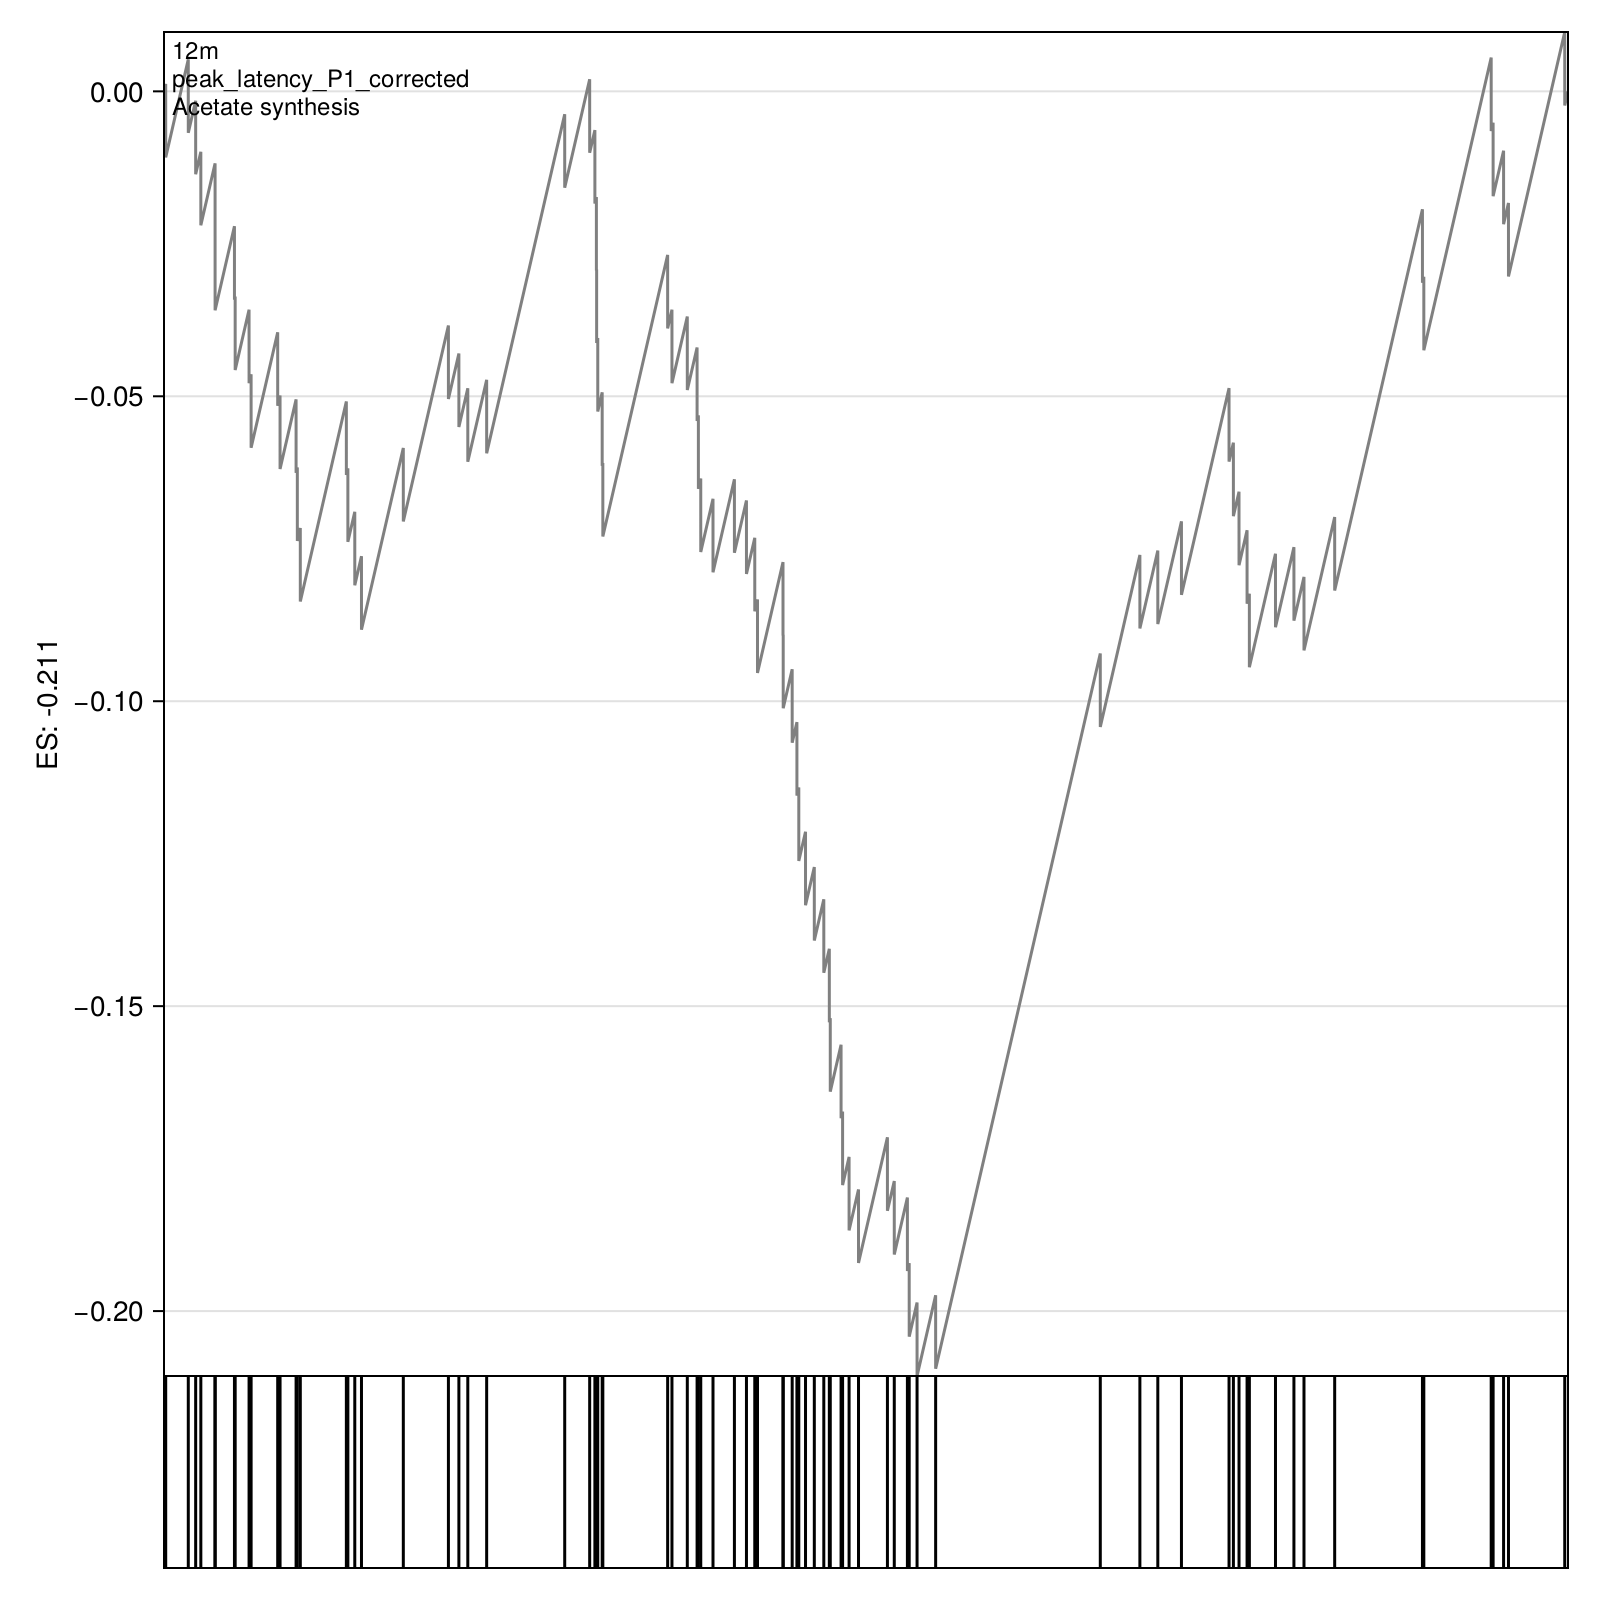 12m
peak_latency_P1_corrected
Acetate synthesis
0.00
−0.05
−0.10
−0.15
−0.20
ES: -0.211